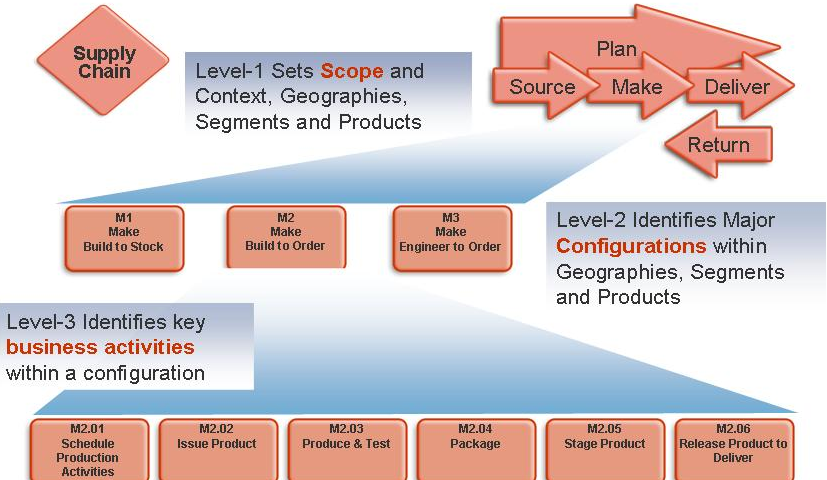 Supply
Chain
Level-1 Sets Scope and
Context, Geographies,
Segments and Products
Plan
Source
Make
Deliver
Return
M1
Make
Build to Stock
M2
Make
Build to Order
M3
Make
Engineer to Order
Level-2 Identifies Major
Configurations within
Geographies, Segments
and Products
Level-3 Identifies key
business activities
within a configuration
M2.01
Schedule
Production
Activities
M2.02
Issue Product
M2.03
Produce & Test
M2.04
Package
M2.05
Stage Product
M2.06
Release Product to
Deliver